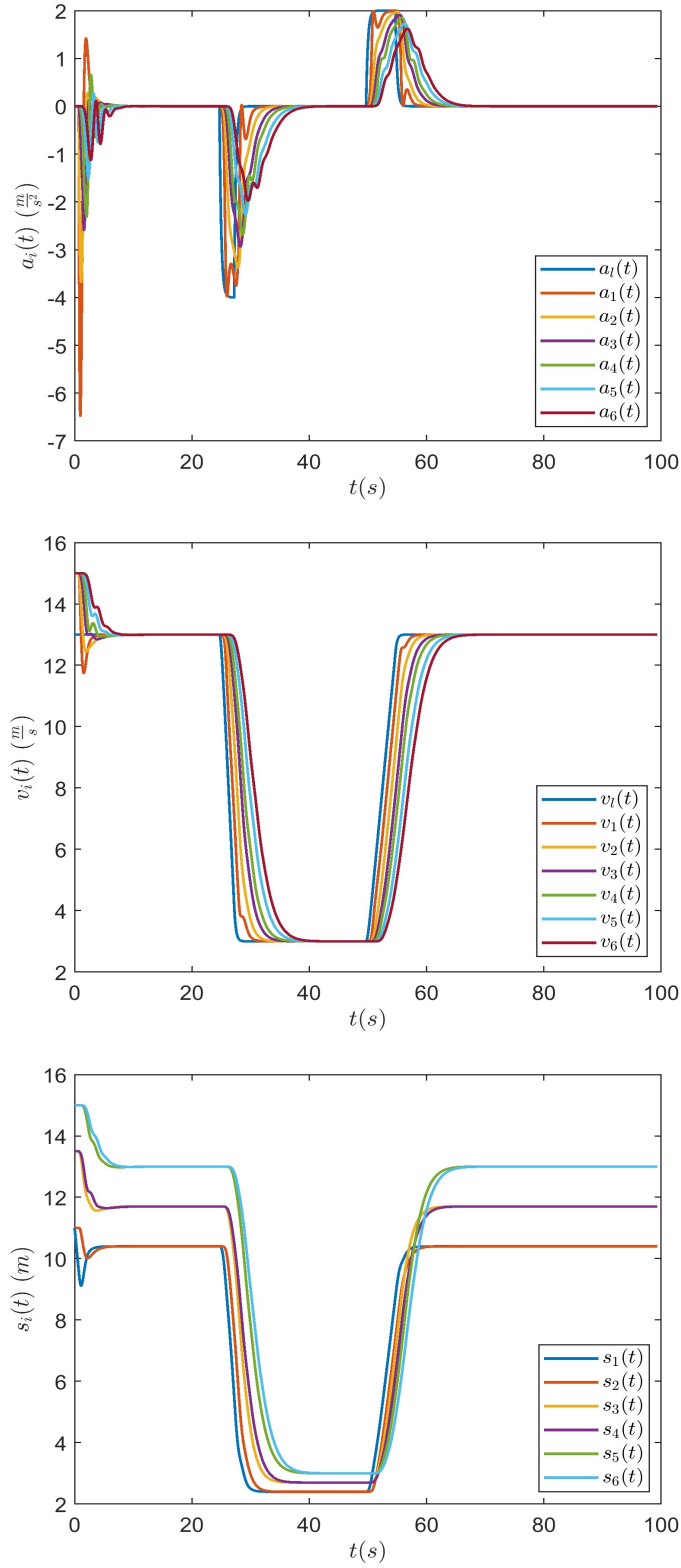 2
1
0
-1
-2
-3
-4
-5
-6
-7
a_i(t) (m/s²)
a_l(t)
a_1(t)
a_2(t)
a_3(t)
a_4(t)
a_5(t)
a_6(t)
0 20 40 60 80 100
t(s)
16
14
12
10
8
6
4
2
v_i(t) (m/s)
v_l(t)
v_1(t)
v_2(t)
v_3(t)
v_4(t)
v_5(t)
v_6(t)
0 20 40 60 80 100
t(s)
16
14
12
10
8
6
4
2
s_i(t) (m)
s_1(t)
s_2(t)
s_3(t)
s_4(t)
s_5(t)
s_6(t)
0 20 40 60 80 100
t(s)